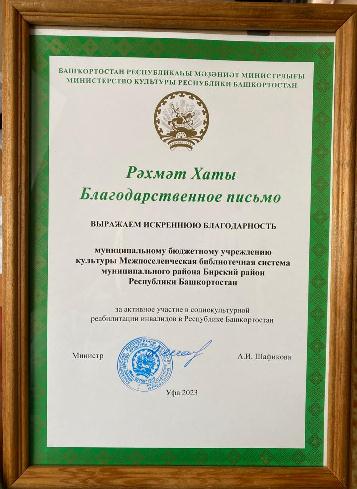 БАШҠОРТОСТАН РЕСПУБЛИКАҺЫ МӘҘӘНИӘТ МИНИСТРЛЫҒЫ
МИНИСТЕРСТВО КУЛЬТУРЫ РЕСПУБЛИКИ БАШКОРТОСТАН
Рәхмәт Хаты
Благодарственное письмо
ВЫРАЖАЕМ ИСКРЕННЮЮ БЛАГОДАРНОСТЬ
муниципальному бюджетному учреждению
культуры Межпоселенческая библиотечная система
муниципального района Бирский район
Республики Башкортостан
за активное участие в социокультурной
реабилитации инвалидов в Республике Башкортостан
Министр А.И. Шафикова
Уфа 2023